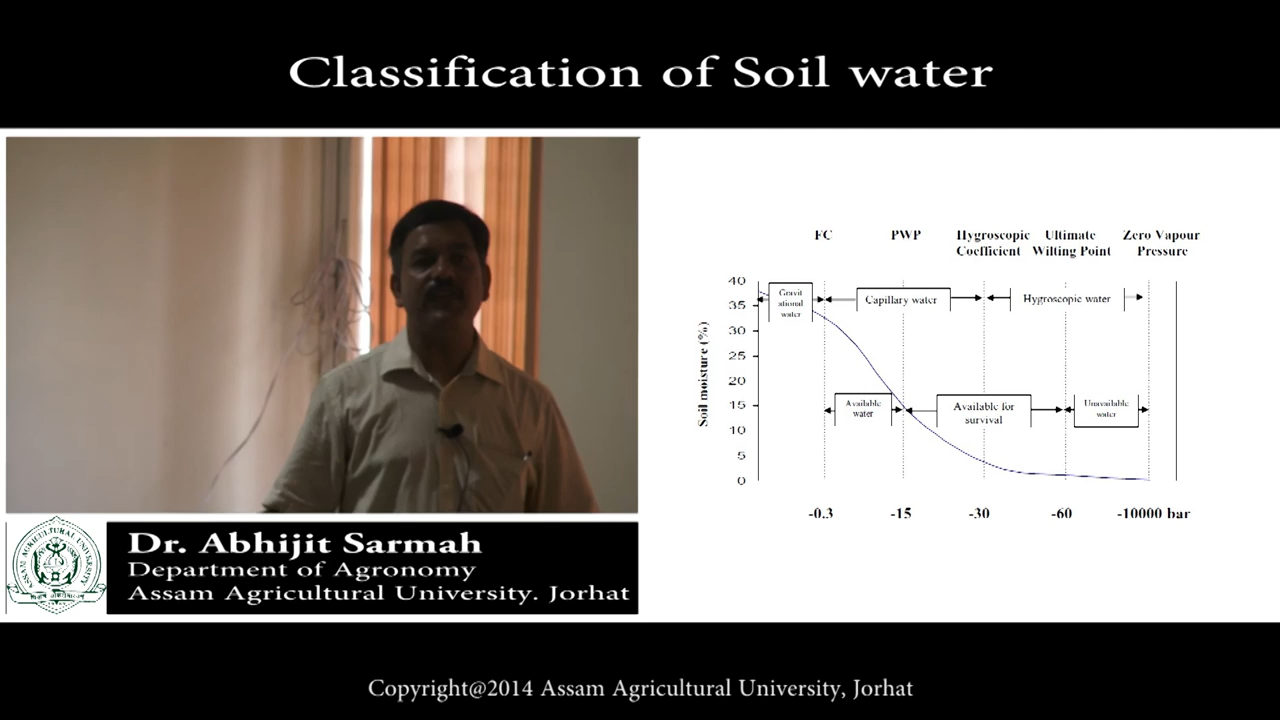 Classification of Soil water
FC
PWP
Hygroscopic
Coefficient
Ultimate
Wilting Point
Zero Vapour
Pressure
Soil moisture (%)
40
35
30
25
20
15
10
5
0
Gravit
ational
water
Capillary water
Hygroscopic water
Available
water
Available for
survival
Unavailable
water
-0.3
-15
-30
-60
-10000 bar
ASSAM AGRICULTURAL UNIVERSITY
Dr. Abhijit Sarmah
Department of Agronomy
Assam Agricultural University. Jorhat
Copyright@2014 Assam Agricultural University, Jorhat